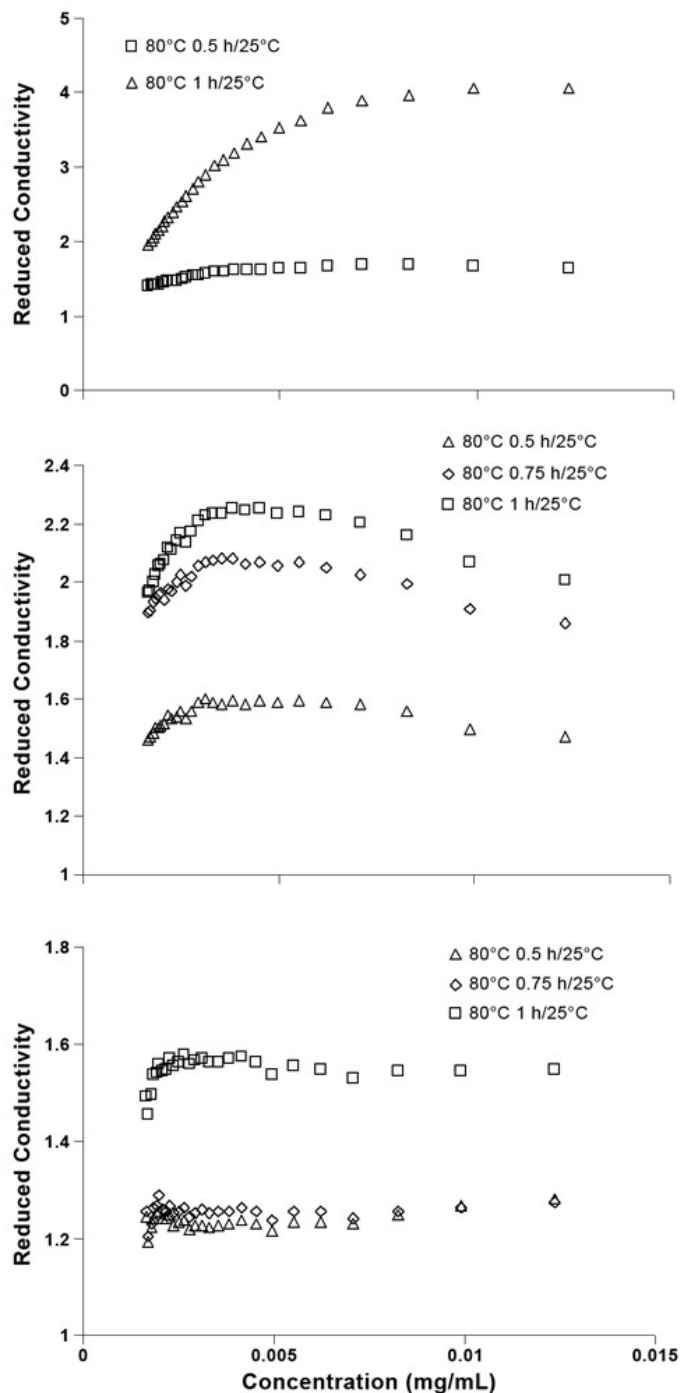 5
80°C 0.5 h/25°C
80°C 1 h/25°C
4
3
2
1
0
Reduced Conductivity
80°C 0.5 h/25°C
80°C 0.75 h/25°C
80°C 1 h/25°C
2.4
2.2
2
1.8
1.6
1.4
1.2
1
Reduced Conductivity
1.8
80°C 0.5 h/25°C
80°C 0.75 h/25°C
80°C 1 h/25°C
1.6
1.4
1.2
1
Reduced Conductivity
0 0.005 0.01 0.015
Concentration (mg/mL)